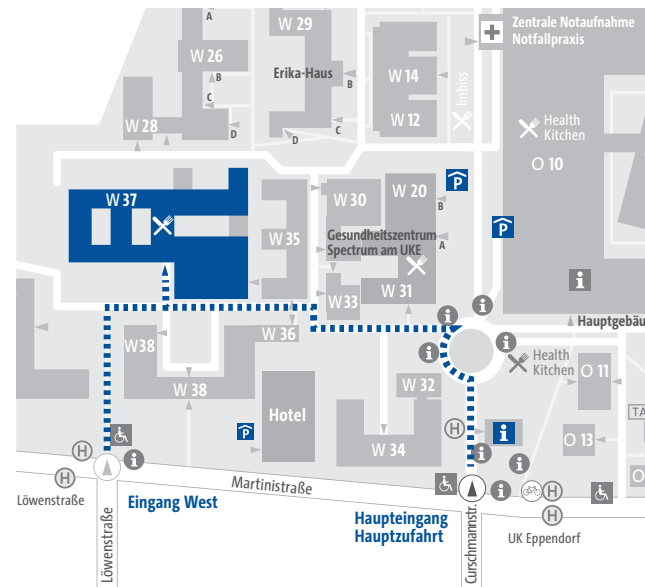 A
W 29
Zentrale Notaufnahme
Notfallpraxis
W 26
Erika-Haus
B
B
W 14
Imbiss
C
C
W 12
Health
Kitchen
W 28
D
D
O 10
P
W 37
W 30
W 20
B
P
W 35
Gesundheitszentrum
Spectrum am UKE
A
W 33
W 31
i
i
i
Hauptgebäu
W38
W 36
i
i
Health
Kitchen
O 11
W 38
W 32
TA
Hotel
H
i
O 13
P
W 34
H
i
i
i
O
H
Martinistraße
H
Löwenstraße
Eingang West
Haupteingang
Hauptzufahrt
i
H
H
UK Eppendorf
Löwenstraße
Curschmannstr.